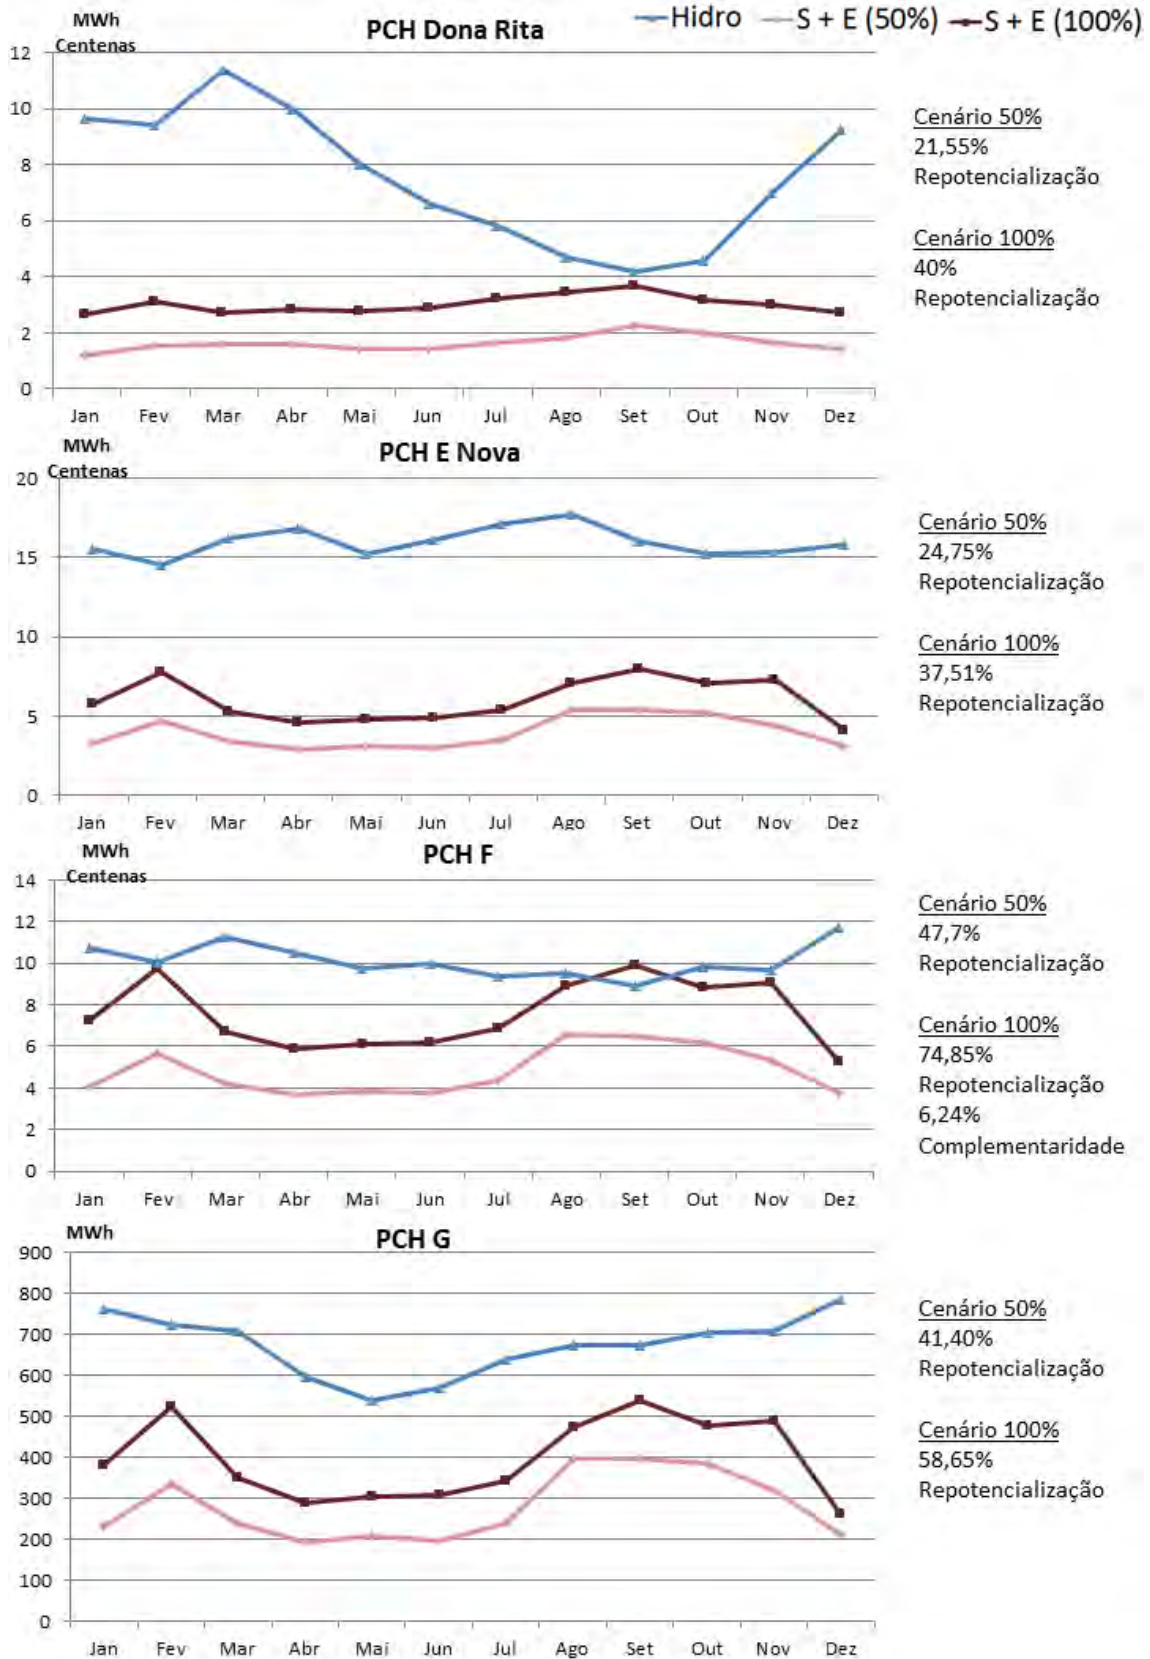 Hidro S + E (50%) S + E (100%)
PCH Dona Rita
MWh
Centenas
12
10
8
6
4
2
0
Jan Fev Mar Abr Mai Jun Jul Ago Set Out Nov Dez
Cenário 50%
21,55%
Repotencialização
Cenário 100%
40%
Repotencialização
PCH E Nova
MWh
Centenas
20
15
10
5
0
Jan Fev Mar Abr Mai Jun Jul Ago Set Out Nov Dez
Cenário 50%
24,75%
Repotencialização
Cenário 100%
37,51%
Repotencialização
PCH F
MWh
Centenas
14
12
10
8
6
4
2
0
Jan Fev Mar Abr Mai Jun Jul Ago Set Out Nov Dez
Cenário 50%
47,7%
Repotencialização
Cenário 100%
74,85%
Repotencialização
6,24%
Complementaridade
PCH G
MWh
900
800
700
600
500
400
300
200
100
0
Jan Fev Mar Abr Mai Jun Jul Ago Set Out Nov Dez
Cenário 50%
41,40%
Repotencialização
Cenário 100%
58,65%
Repotencialização